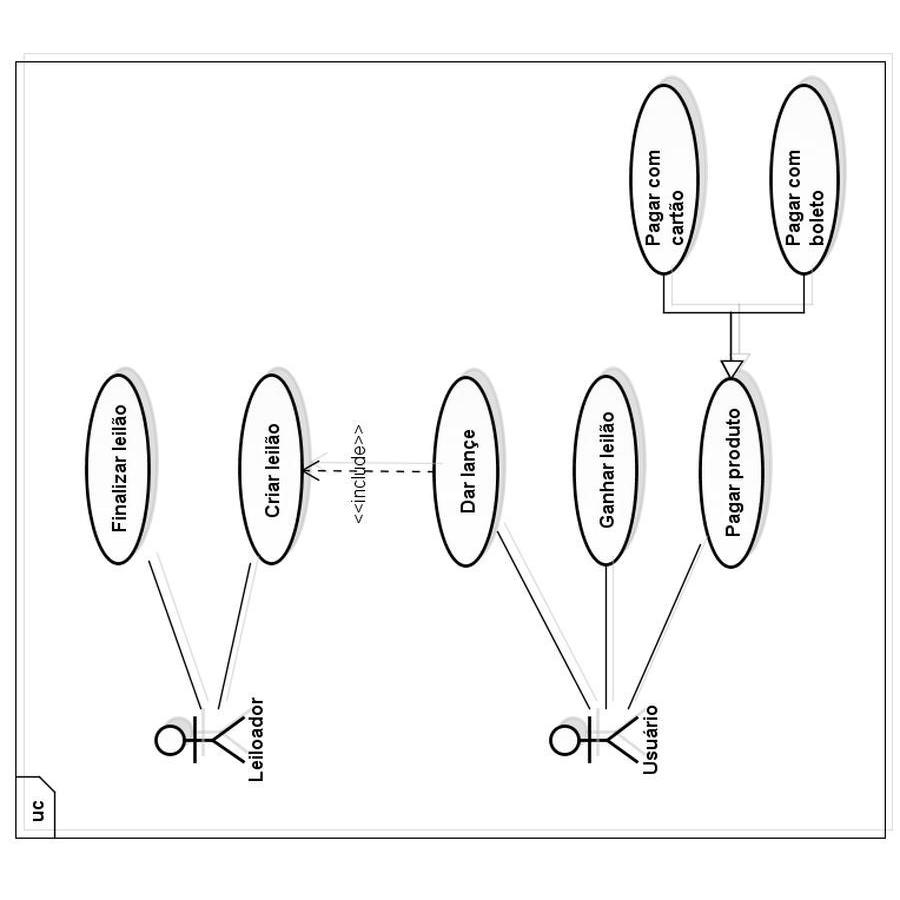 uc
Leiloador
Finalizar leilão
Criar leilão
<<include>>
Usuário
Dar lançe
Ganhar leilão
Pagar produto
Pagar com
cartão
Pagar com
boleto